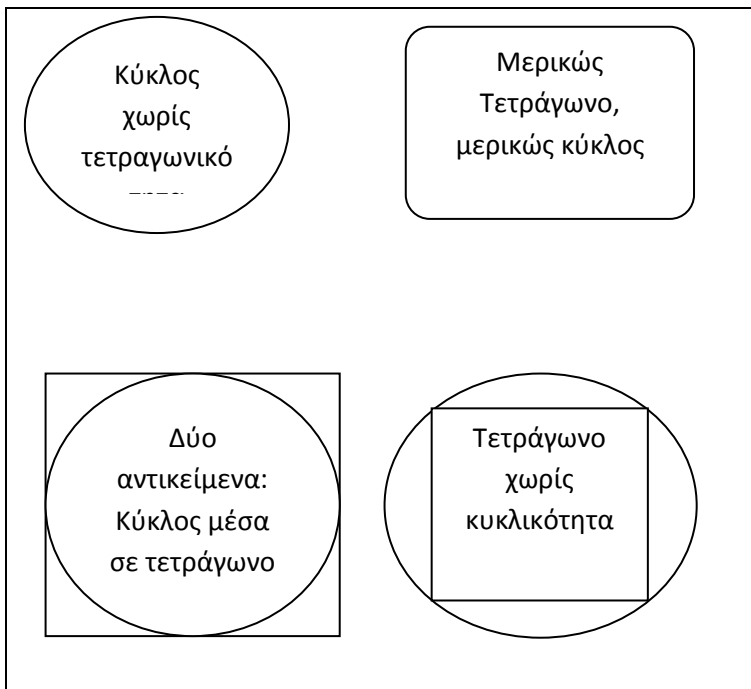 Κύκλος
χωρίς
τετραγωνικό
Μερικώς
Τετράγωνο,
μερικώς κύκλος
Δύο
αντικείμενα:
Κύκλος μέσα
σε τετράγωνο
Τετράγωνο
χωρίς
κυκλικότητα